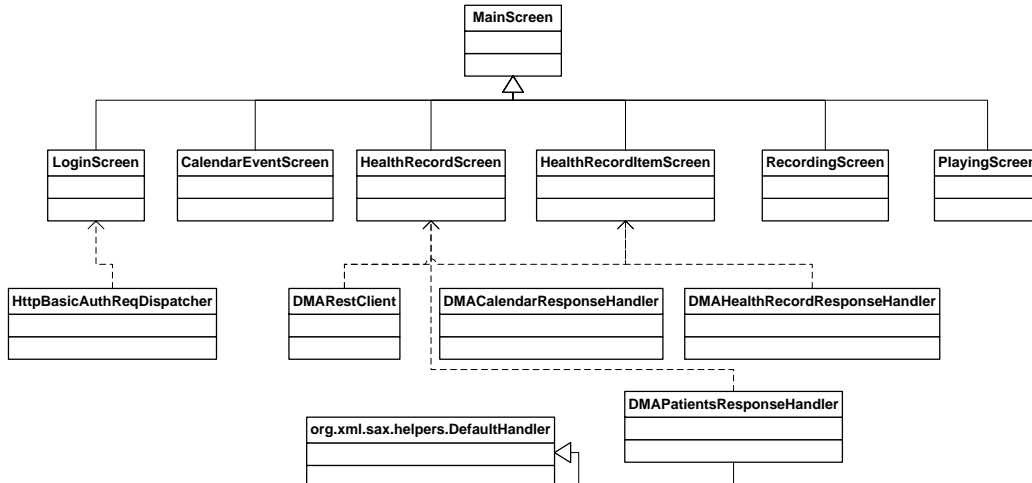 MainScreen
LoginScreen
CalendarEventScreen
HealthRecordScreen
HealthRecordItemScreen
RecordingScreen
PlayingScreen
HttpBasicAuthReqDispatcher
DMARestClient
DMACalendarResponseHandler
DMAHealthRecordResponseHandler
DMAPatientsResponseHandler
org.xml.sax.helpers.DefaultHandler